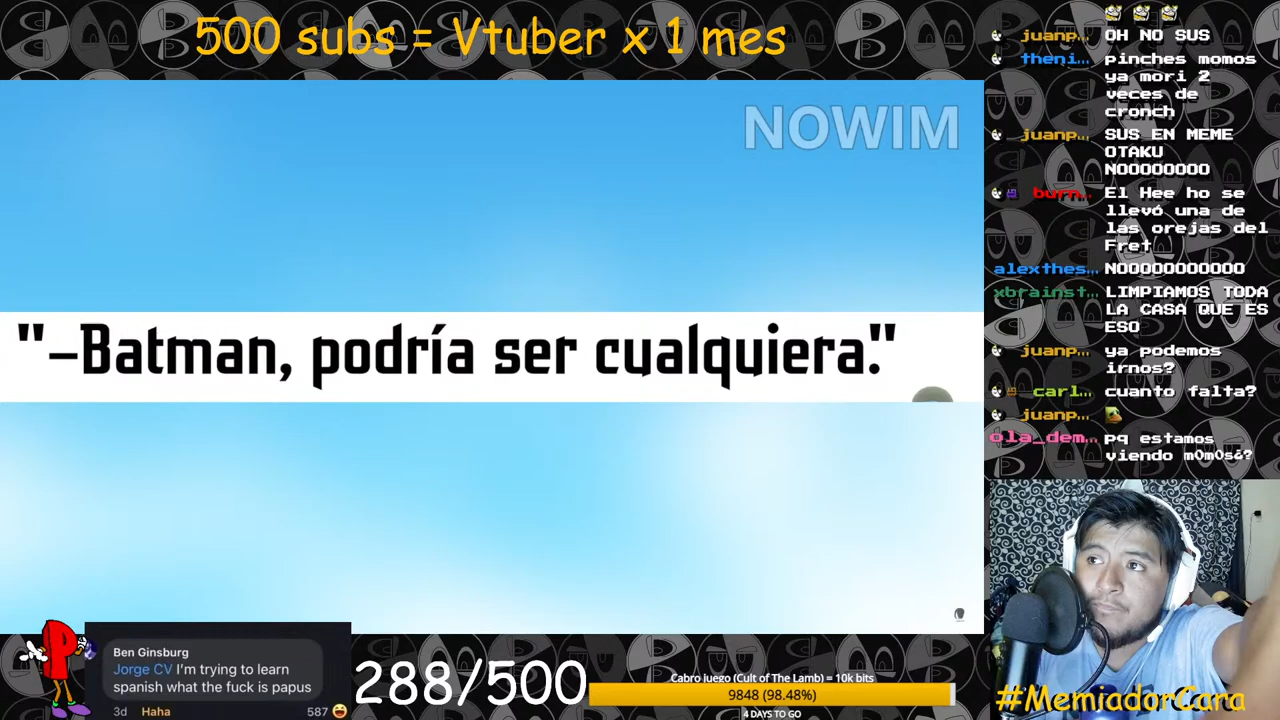 500 subs = Vtuber x 1 mes
NOWIM
"-Batman, podría ser cualquiera."
juanp... OH NO SUS
theni... pinches momos
ya mori 2
veces de
cronch
juanp... SUS EN MEME
OTAKU
NOOOOOOOO
burn... El Hee ho se
llevó una de
las orejas del
Fret
alexthes... NOOOOOOOOOOO
xbrainst... LIMPIAMOS TODA
LA CASA QUE ES
ESO
juanp... ya podemos
irnos?
carl... cuanto falta?
juanp...
ola_dem... pq estamos
viendo m0m0s¿?
P
Ben Ginsburg
Jorge CV I'm trying to learn
spanish what the fuck is papus
3d Haha 587
288/500
Cabro juego (Cult of The Lamb) = 10k bits
9848 (98.48%)
4 DAYS TO GO
#MemiadorCara